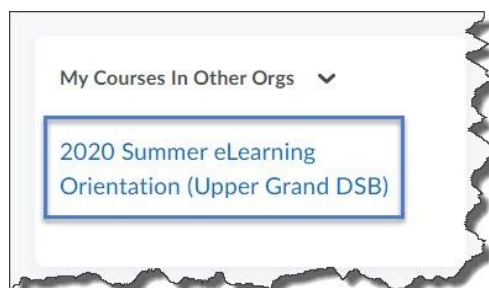 My Courses In Other Orgs
2020 Summer eLearning
Orientation (Upper Grand DSB)